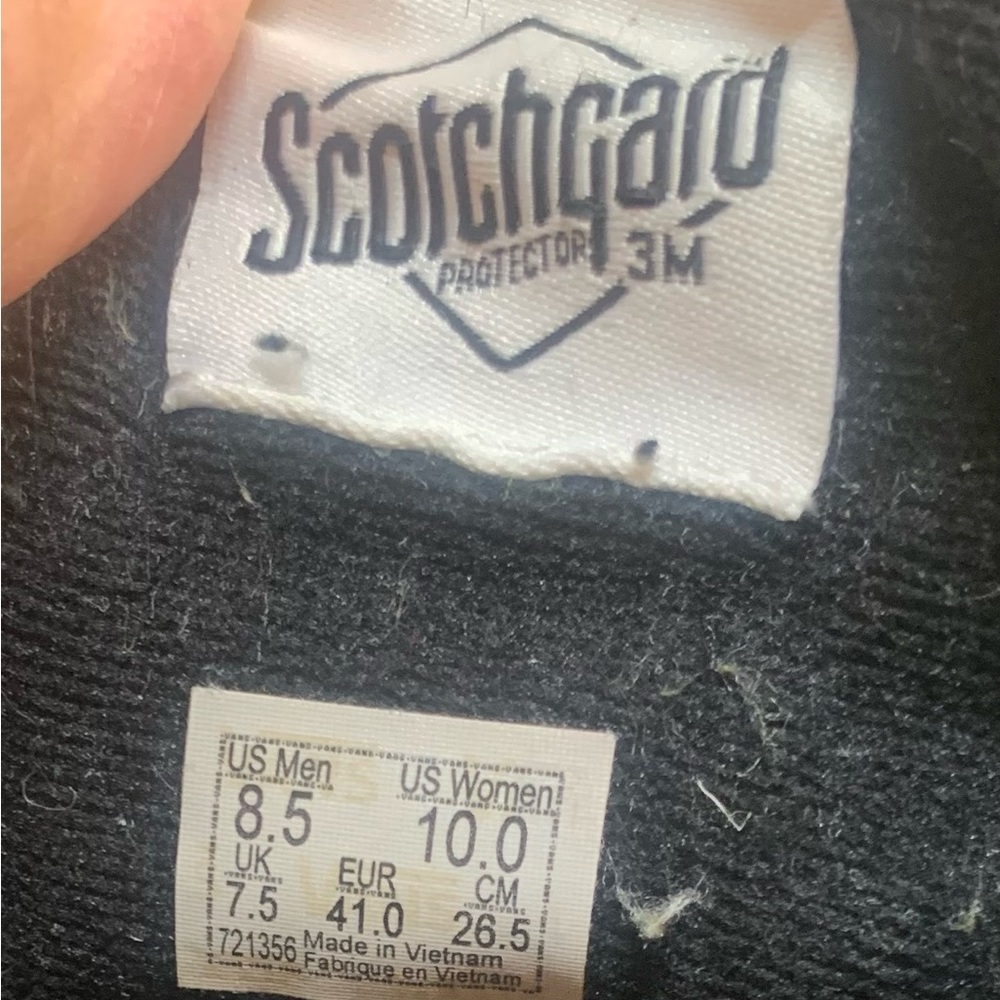 Scotchgard
PROTECTOR 3M
US Men US Women
8.5 10.0
UK EUR CM
7.5 41.0 26.5
721356 Made in Vietnam
Fabrique en Vietnam